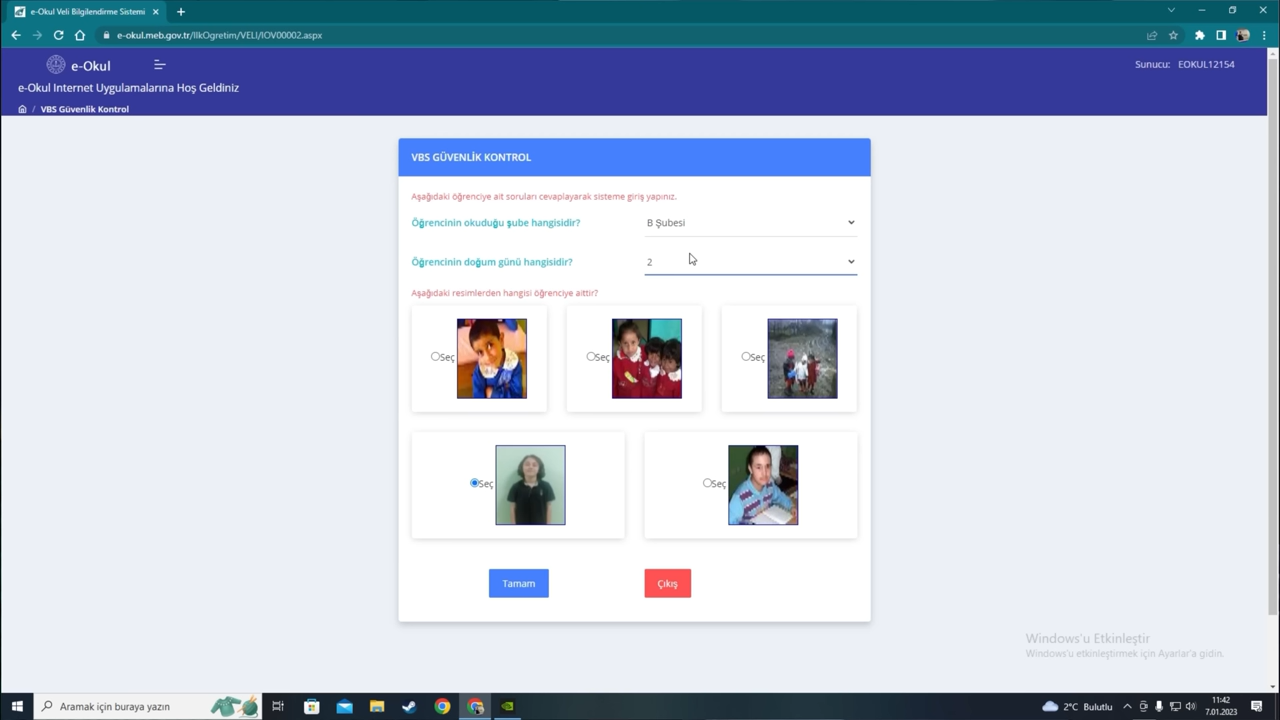 e-Okul Veli Bilgilendirme Sistemi
e-okul.meb.gov.tr/IlkOgretim/VELI/IOV00002.aspx
e-Okul
Sunucu: EOKUL12154
e-Okul Internet Uygulamalarına Hoş Geldiniz
/ VBS Güvenlik Kontrol
VBS GÜVENLİK KONTROL
Aşağıdaki öğrenciye ait soruları cevaplayarak sisteme giriş yapınız.
Öğrencinin okuduğu şube hangisidir? B Şubesi
Öğrencinin doğum günü hangisidir? 2
Aşağıdaki resimlerden hangisi öğrenciye aittir?
Seç Seç Seç
Seç Seç
Tamam Çıkış
Windows'u Etkinleştir
Windows'u etkinleştirmek için Ayarlar'a gidin.
Aramak için buraya yazın
2°C Bulutlu
11:42
7.01.2023